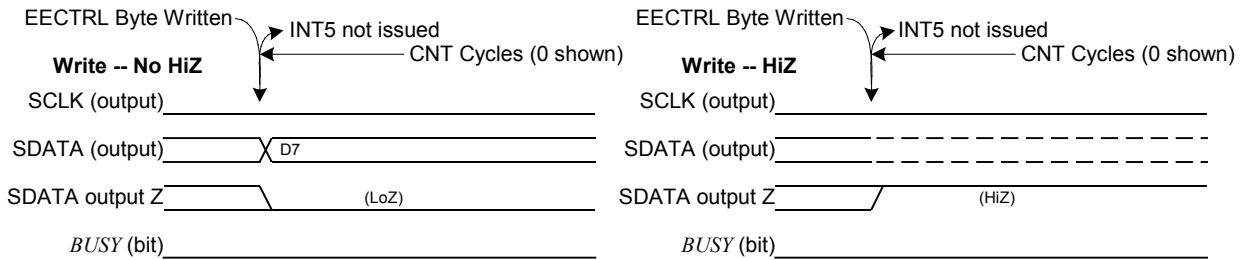 EECTRL Byte Written
INT5 not issued
CNT Cycles (0 shown)
Write -- No HiZ
SCLK (output)
SDATA (output)
D7
SDATA output Z
(LoZ)
BUSY (bit)
EECTRL Byte Written
INT5 not issued
CNT Cycles (0 shown)
Write -- HiZ
SCLK (output)
SDATA (output)
SDATA output Z
(HiZ)
BUSY (bit)